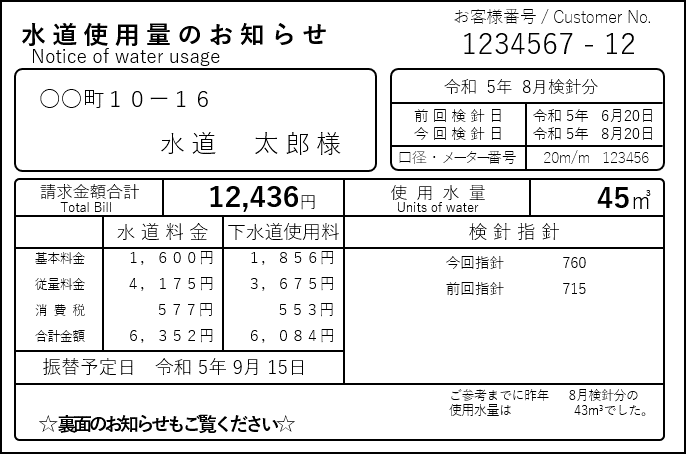 水道使用量のお知らせ
Notice of water usage
お客様番号 / Customer No.
1234567 - 12
〇〇町１０－１６
水道　太郎様
令和 5年 8月検針分
前回検針日 令和 5年 6月20日
今回検針日 令和 5年 8月20日
口径・メーター番号 20m/m 123456
請求金額合計 12,436円 使用水量 45㎥
Total Bill Units of water
水道料金 下水道使用料 検針指針
基本料金 １，６００円 １，８５６円
従量料金 ４，１７５円 ３，６７５円
消費税 ５７７円 ５５３円
合計金額 ６，３５２円 ６，０８４円
今回指針 760
前回指針 715
振替予定日　令和 5年 9月 15日
ご参考までに昨年 8月検針分の
使用水量は 43m³でした。
☆裏面のお知らせもご覧ください☆